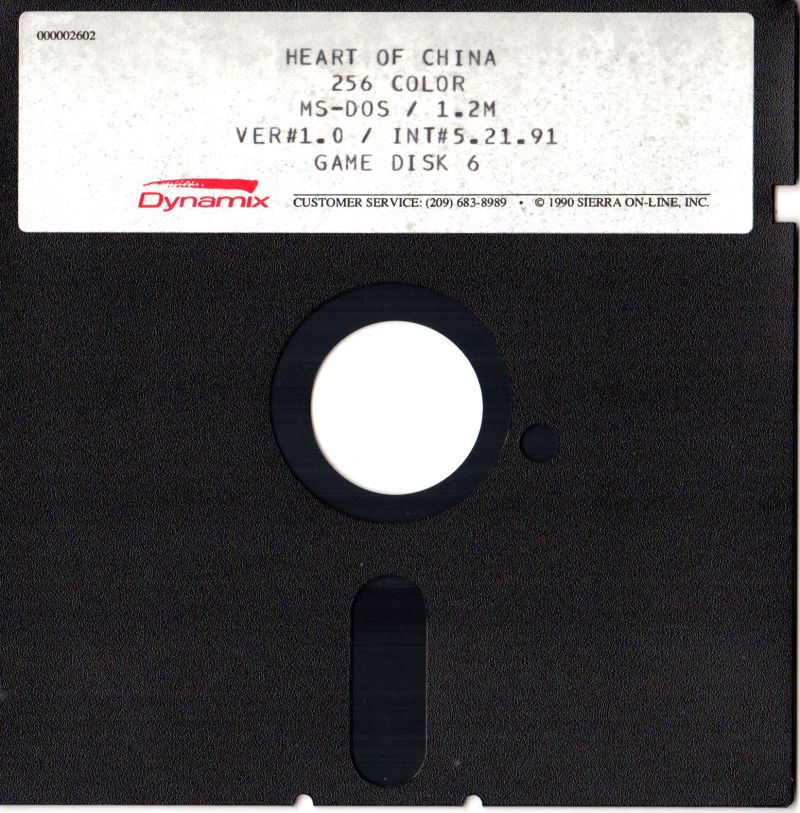 000002602
HEART OF CHINA
256 COLOR
MS-DOS / 1.2M
VER#1.0 / INT#5.21.91
GAME DISK 6
Dynamix CUSTOMER SERVICE: (209) 683-8989 • © 1990 SIERRA ON-LINE, INC.